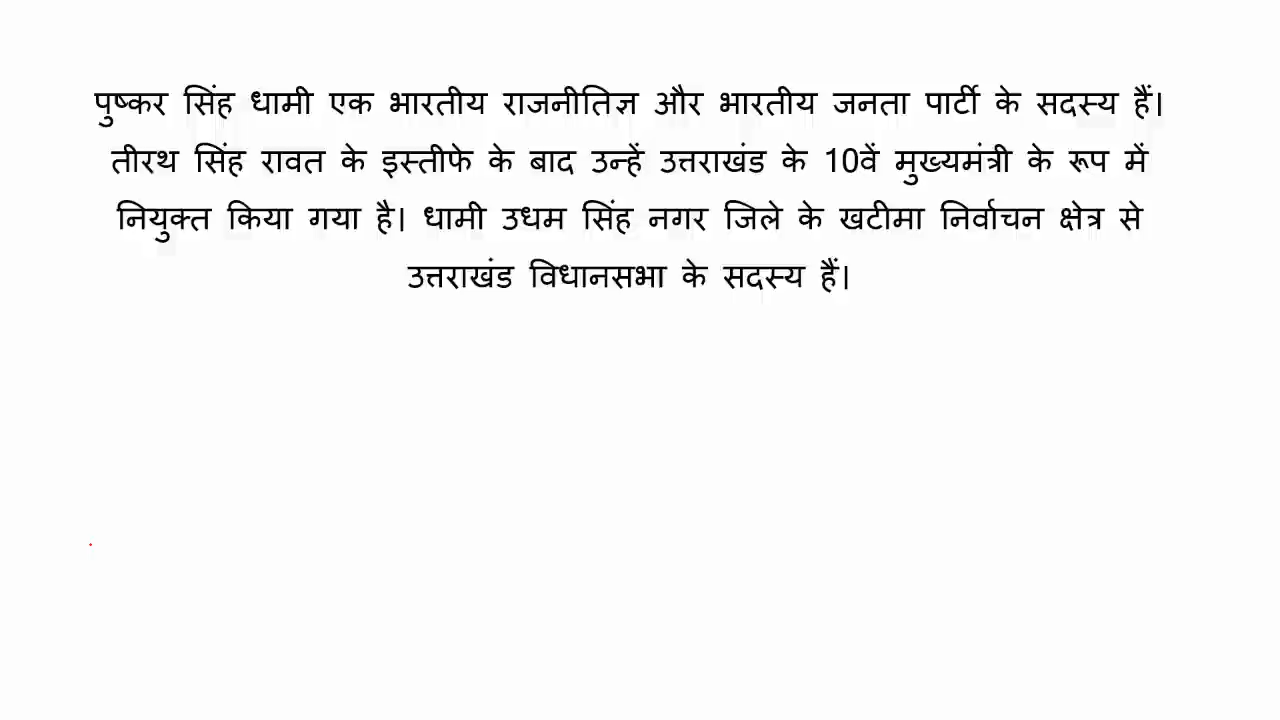 पुष्कर सिंह धामी एक भारतीय राजनीतिज्ञ और भारतीय जनता पार्टी के सदस्य हैं।
तीरथ सिंह रावत के इस्तीफे के बाद उन्हें उत्तराखंड के 10वें मुख्यमंत्री के रूप में
नियुक्त किया गया है। धामी उधम सिंह नगर जिले के खटीमा निर्वाचन क्षेत्र से
उत्तराखंड विधानसभा के सदस्य हैं।